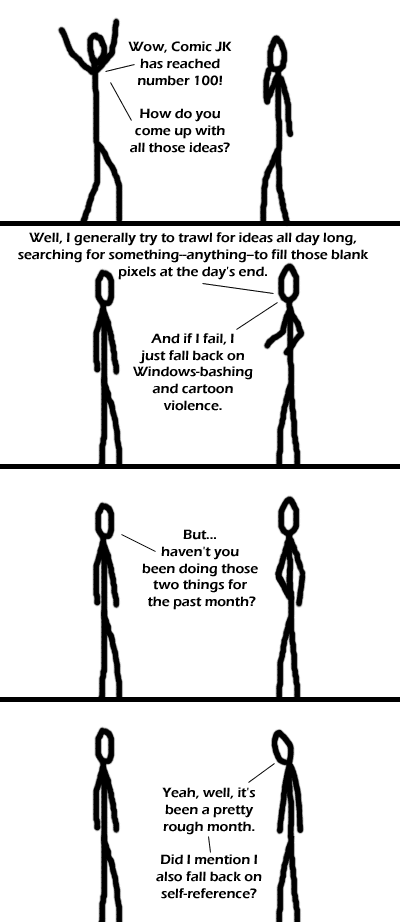 Wow, Comic JK
has reached
number 100!
How do you
come up with
all those ideas?
Well, I generally try to trawl for ideas all day long,
searching for something–anything–to fill those blank
pixels at the day's end.
And if I fail, I
just fall back on
Windows-bashing
and cartoon
violence.
But...
haven't you
been doing those
two things for
the past month?
Yeah, well, it's
been a pretty
rough month.
Did I mention I
also fall back on
self-reference?